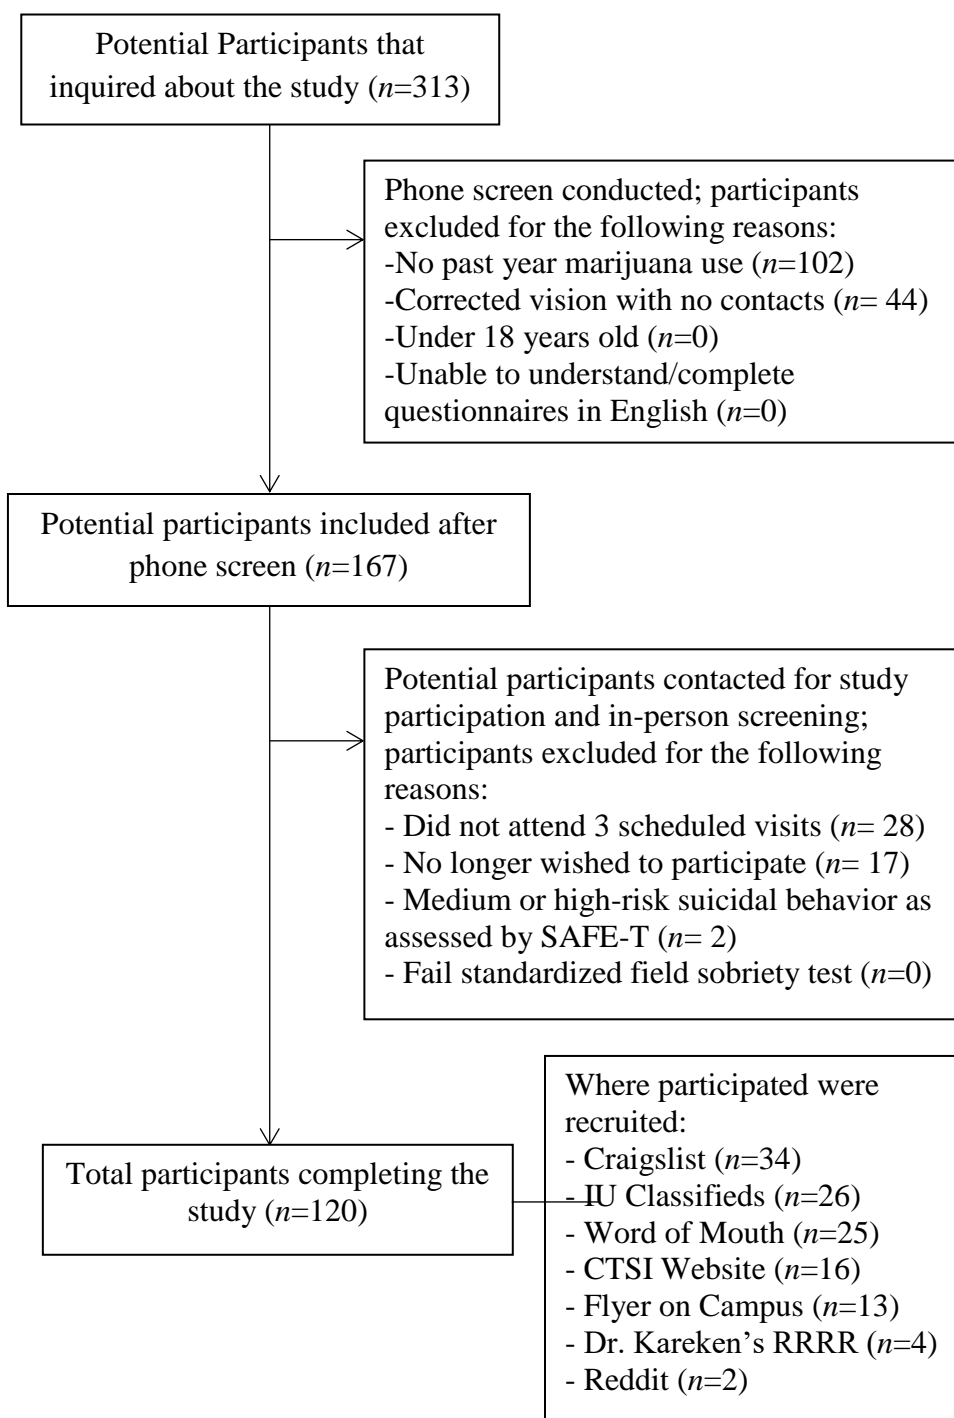 Potential Participants that
inquired about the study (n=313)
Phone screen conducted; participants
excluded for the following reasons:
-No past year marijuana use (n=102)
-Corrected vision with no contacts (n= 44)
-Under 18 years old (n=0)
-Unable to understand/complete
questionnaires in English (n=0)
Potential participants included after
phone screen (n=167)
Potential participants contacted for study
participation and in-person screening;
participants excluded for the following
reasons:
- Did not attend 3 scheduled visits (n= 28)
- No longer wished to participate (n= 17)
- Medium or high-risk suicidal behavior as
assessed by SAFE-T (n= 2)
- Fail standardized field sobriety test (n=0)
Total participants completing the
study (n=120)
Where participated were
recruited:
- Craigslist (n=34)
- IU Classifieds (n=26)
- Word of Mouth (n=25)
- CTSI Website (n=16)
- Flyer on Campus (n=13)
- Dr. Kareken’s RRRR (n=4)
- Reddit (n=2)